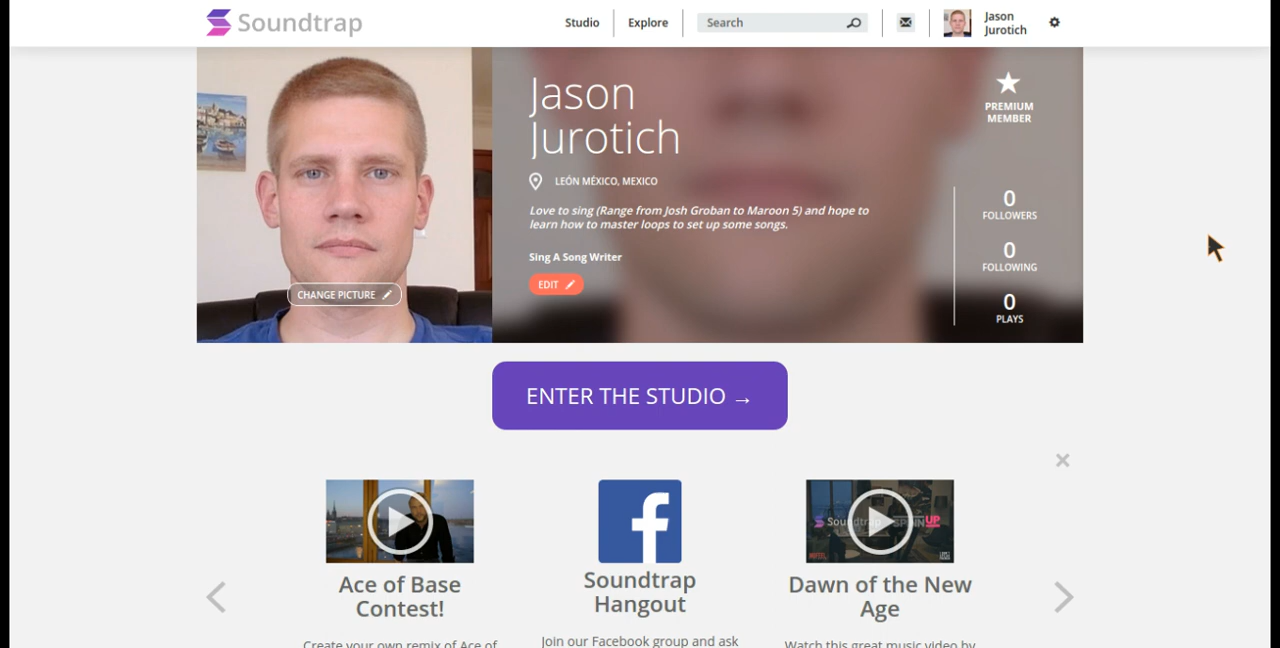 Soundtrap
Studio
Explore
Search
Jason
Jurotich
Jason
Jurotich
LEÓN MÉXICO, MEXICO
Love to sing (Range from Josh Groban to Maroon 5) and hope to
learn how to master loops to set up some songs.
Sing A Song Writer
EDIT
CHANGE PICTURE
PREMIUM
MEMBER
0
FOLLOWERS
0
FOLLOWING
0
PLAYS
ENTER THE STUDIO →
Soundtrap
UP
Ace of Base
Contest!
Create your own remix of Ace of
Soundtrap
Hangout
Join our Facebook group and ask
Dawn of the New
Age
Watch this great music video by